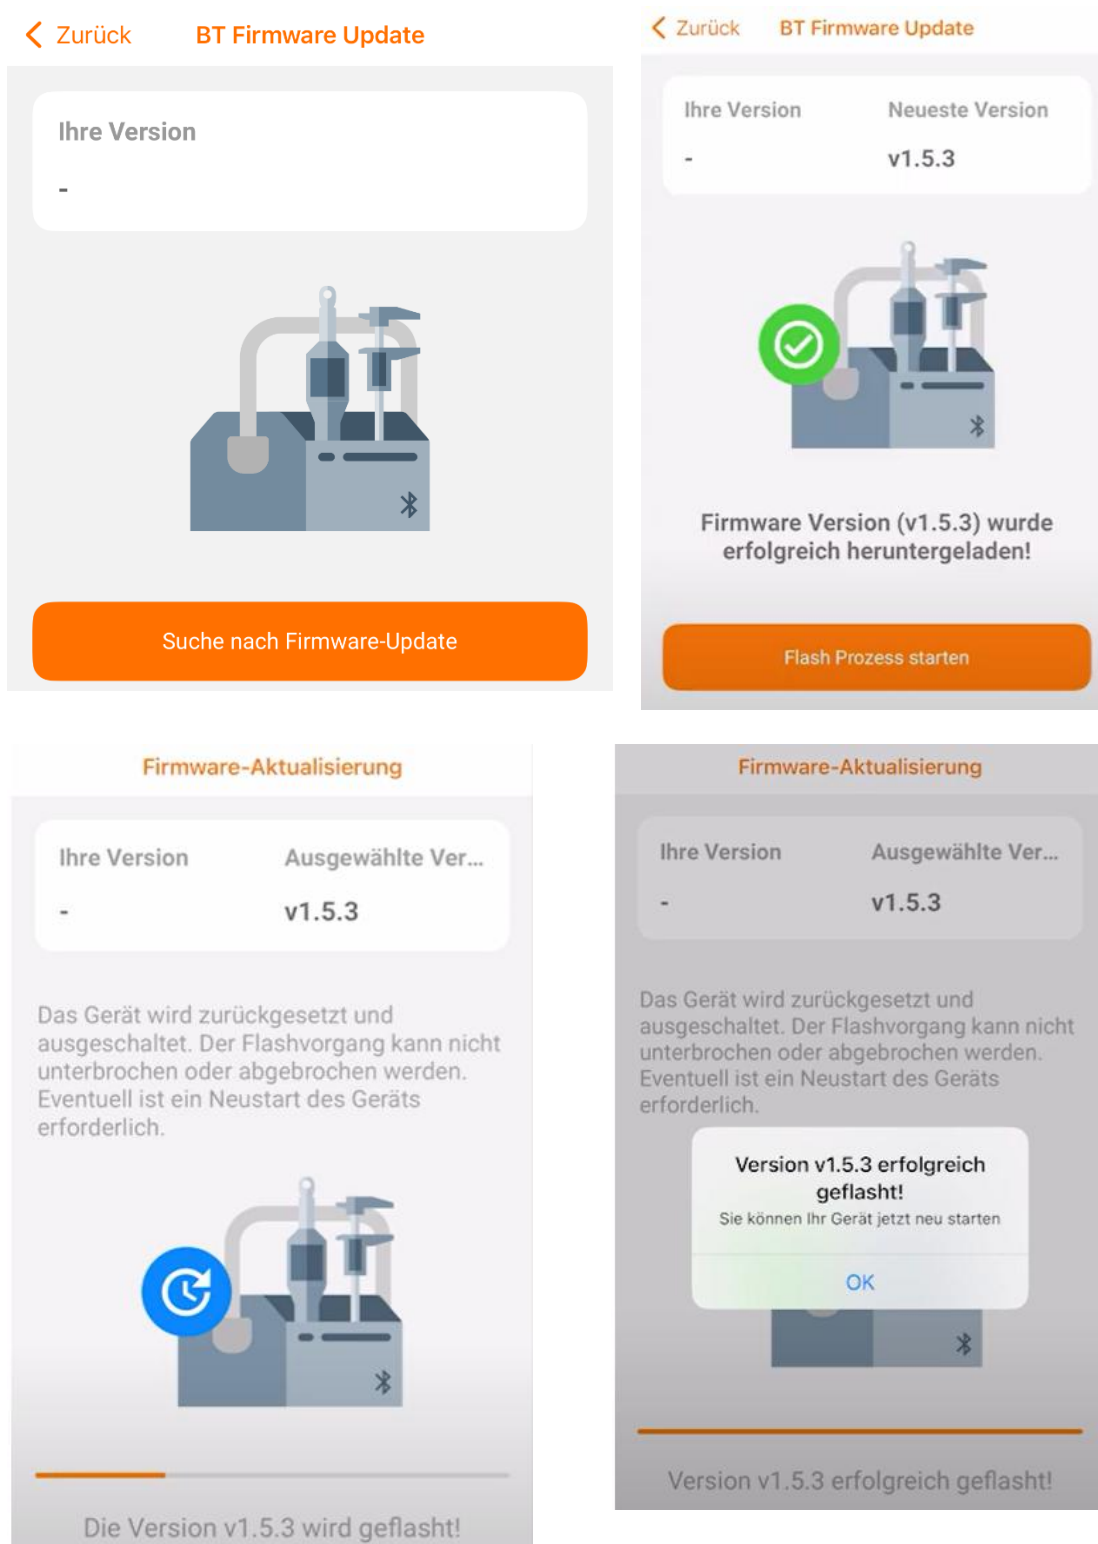 Zurück BT Firmware Update
Ihre Version
-
Suche nach Firmware-Update
Zurück BT Firmware Update
Ihre Version Neueste Version
- v1.5.3
Firmware Version (v1.5.3) wurde
erfolgreich heruntergeladen!
Flash Prozess starten
Firmware-Aktualisierung
Ihre Version Ausgewählte Ver...
- v1.5.3
Das Gerät wird zurückgesetzt und
ausgeschaltet. Der Flashvorgang kann nicht
unterbrochen oder abgebrochen werden.
Eventuell ist ein Neustart des Geräts
erforderlich.
Die Version v1.5.3 wird geflasht!
Firmware-Aktualisierung
Ihre Version Ausgewählte Ver...
- v1.5.3
Das Gerät wird zurückgesetzt und
ausgeschaltet. Der Flashvorgang kann nicht
unterbrochen oder abgebrochen werden.
Eventuell ist ein Neustart des Geräts
erforderlich.
Version v1.5.3 erfolgreich
geflasht!
Sie können Ihr Gerät jetzt neu starten
OK
Version v1.5.3 erfolgreich geflasht!